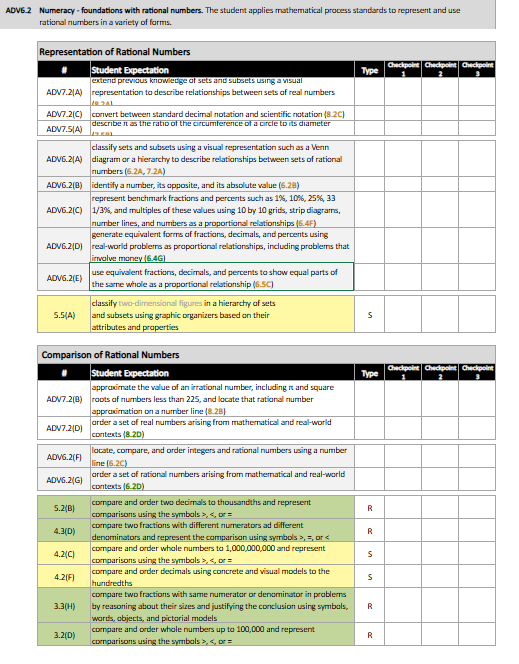 ADV6.2 Numeracy - foundations with rational numbers. The student applies mathematical process standards to represent and use
rational numbers in a variety of forms.
Representation of Rational Numbers
# Student Expectation Type Checkpoint 1 Checkpoint 2 Checkpoint 3
extend previous knowledge of sets and subsets using a visual
ADV7.2(A) representation to describe relationships between sets of real numbers
(8.2A)
ADV7.2(C) convert between standard decimal notation and scientific notation (8.2C)
ADV7.5(A) describe π as the ratio of the circumference of a circle to its diameter
classify sets and subsets using a visual representation such as a Venn
ADV6.2(A) diagram or a hierarchy to describe relationships between sets of rational
numbers (6.2A, 7.2A)
ADV6.2(B) identify a number, its opposite, and its absolute value (6.2B)
represent benchmark fractions and percents such as 1%, 10%, 25%, 33
ADV6.2(C) 1/3%, and multiples of these values using 10 by 10 grids, strip diagrams,
number lines, and numbers as a proportional relationships (6.4F)
generate equivalent forms of fractions, decimals, and percents using
ADV6.2(D) real-world problems as proportional relationships, including problems that
involve money (6.4G)
ADV6.2(E) use equivalent fractions, decimals, and percents to show equal parts of
the same whole as a proportional relationship (6.5C)
classify two-dimensional figures in a hierarchy of sets
5.5(A) and subsets using graphic organizers based on their S
attributes and properties
Comparison of Rational Numbers
# Student Expectation Type Checkpoint 1 Checkpoint 2 Checkpoint 3
approximate the value of an irrational number, including π and square
ADV7.2(B) roots of numbers less than 225, and locate that rational number
approximation on a number line (8.2B)
ADV7.2(D) order a set of real numbers arising from mathematical and real-world
contexts (8.2D)
ADV6.2(F) locate, compare, and order integers and rational numbers using a number
line (6.2C)
ADV6.2(G) order a set of rational numbers arising from mathematical and real-world
contexts (6.2D)
5.2(B) compare and order two decimals to thousandths and represent R
comparisons using the symbols >, <, or =
4.3(D) compare two fractions with different numerators ad different R
denominators and represent the comparison using symbols >, =, or <
4.2(C) compare and order whole numbers to 1,000,000,000 and represent S
comparisons using the symbols >, <, or =
4.2(F) compare and order decimals using concrete and visual models to the S
hundredths
compare two fractions with same numerator or denominator in problems
3.3(H) by reasoning about their sizes and justifying the conclusion using symbols, R
words, objects, and pictorial models
3.2(D) compare and order whole numbers up to 100,000 and represent R
comparisons using the symbols >, <, or =